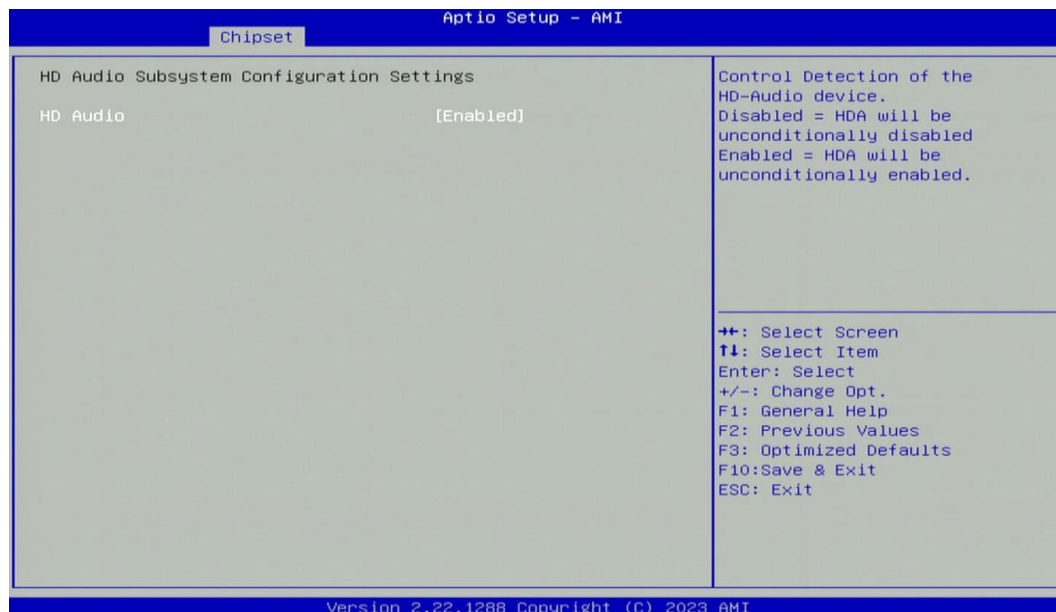 Aptio Setup – AMI
Chipset
HD Audio Subsystem Configuration Settings
HD Audio [Enabled]
Control Detection of the
HD-Audio device.
Disabled = HDA will be
unconditionally disabled
Enabled = HDA will be
unconditionally enabled.
→←: Select Screen
↑↓: Select Item
Enter: Select
+/-: Change Opt.
F1: General Help
F2: Previous Values
F3: Optimized Defaults
F10:Save & Exit
ESC: Exit
Version 2.22.1288 Copyright (C) 2023 AMI